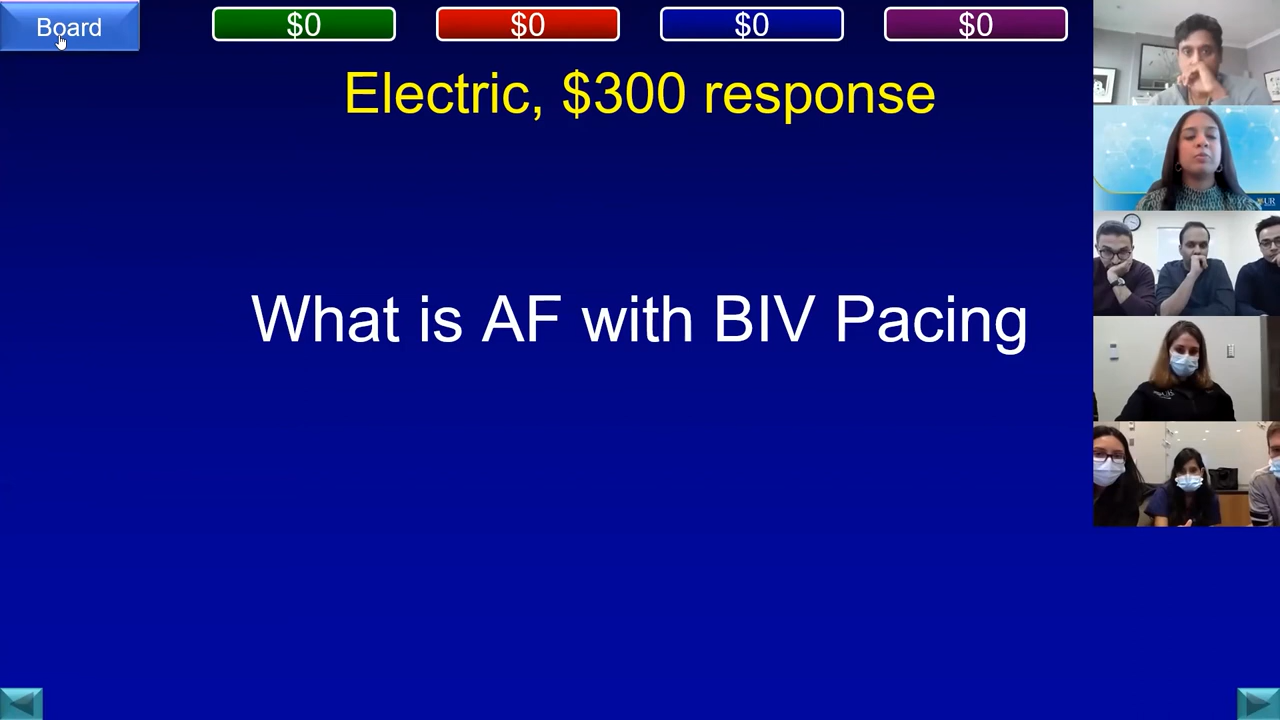 Board
$0
$0
$0
$0
Electric, $300 response
What is AF with BIV Pacing